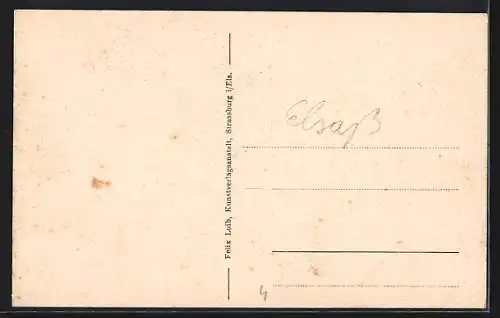 Felix Luib, Kunstverlagsanstalt, Strassburg i/Els.
Elsaß
4